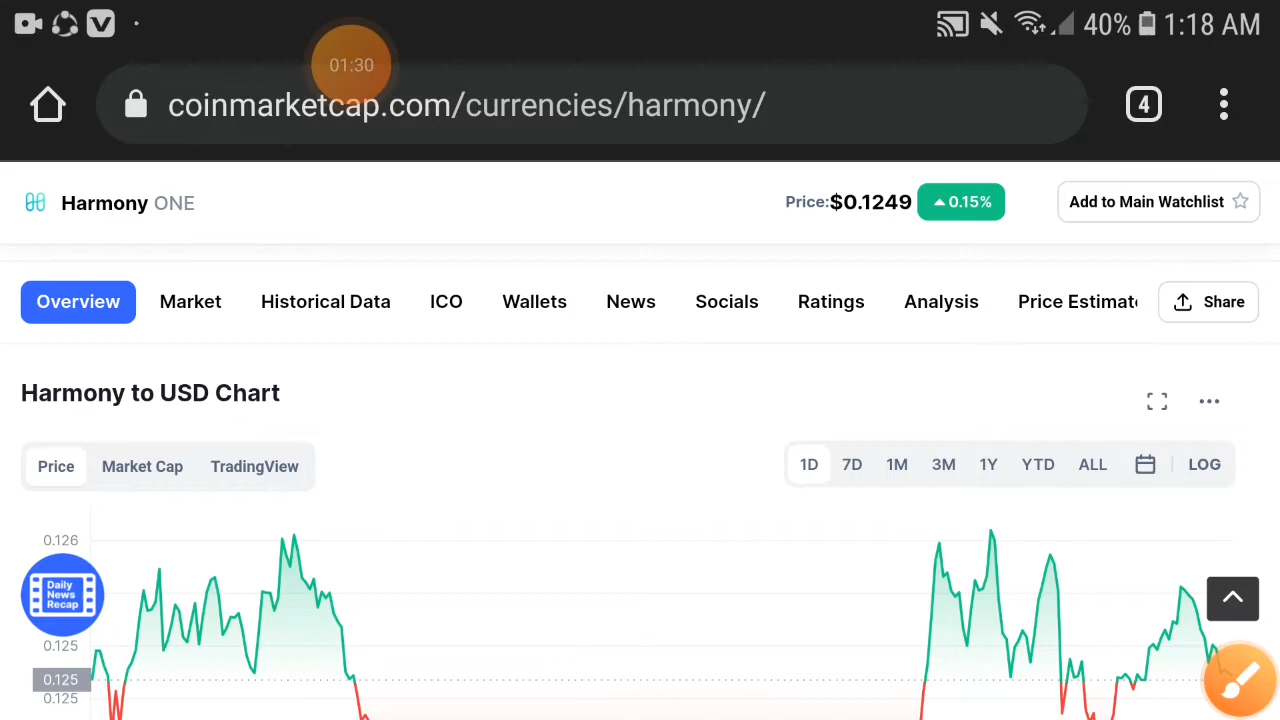 40% 1:18 AM
01:30
coinmarketcap.com/currencies/harmony/
4
Harmony ONE
Price:$0.1249 0.15%
Add to Main Watchlist
Overview Market Historical Data ICO Wallets News Socials Ratings Analysis Price Estimate
Share
Harmony to USD Chart
Price Market Cap TradingView
1D 7D 1M 3M 1Y YTD ALL LOG
0.126
Daily
News
Recap
0.125
0.125
0.125